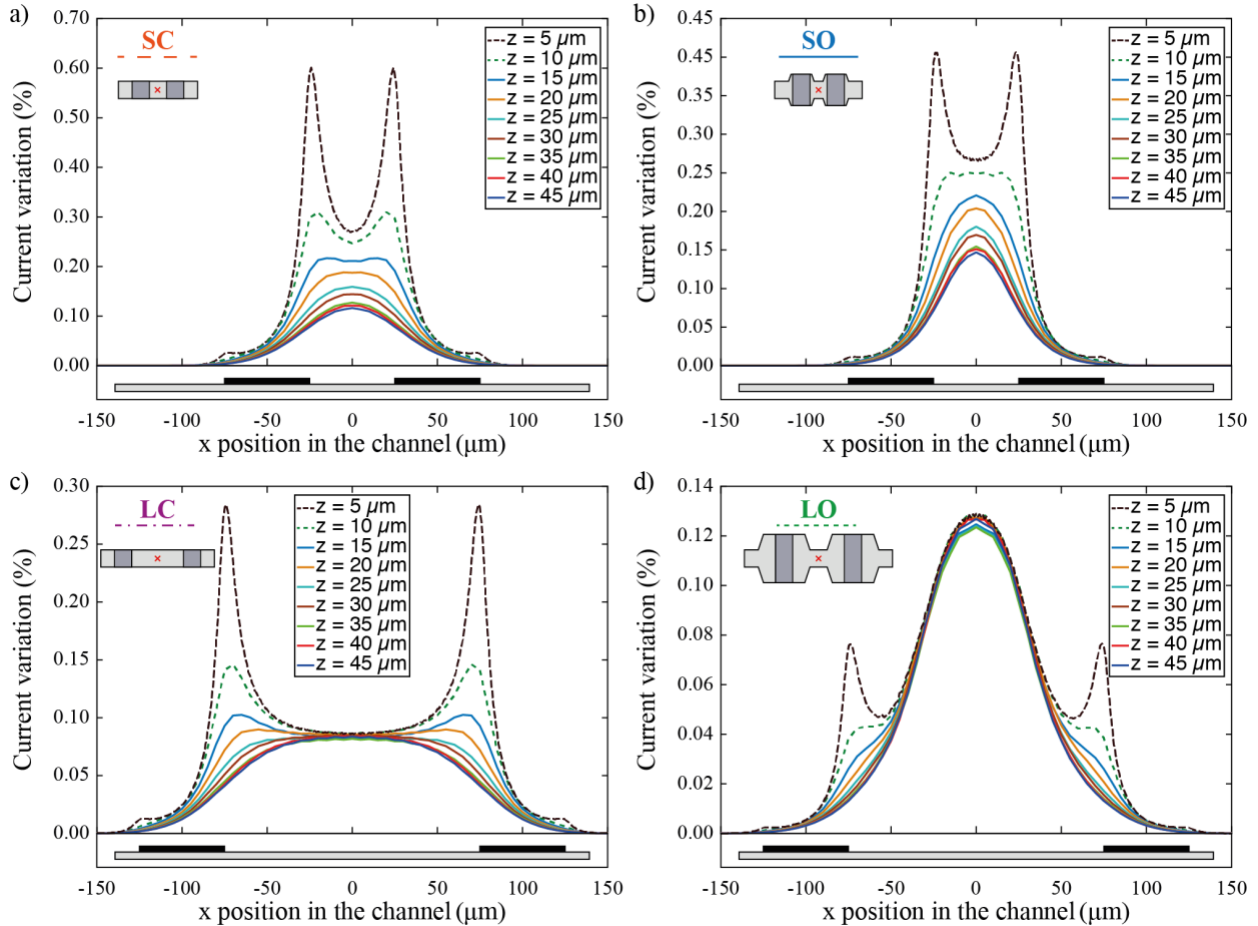 a)
SC
z = 5 µm
z = 10 µm
z = 15 µm
z = 20 µm
z = 25 µm
z = 30 µm
z = 35 µm
z = 40 µm
z = 45 µm
Current variation (%)
0.70
0.60
0.50
0.40
0.30
0.20
0.10
0.00
-150 -100 -50 0 50 100 150
x position in the channel (µm)
b)
SO
z = 5 µm
z = 10 µm
z = 15 µm
z = 20 µm
z = 25 µm
z = 30 µm
z = 35 µm
z = 40 µm
z = 45 µm
Current variation (%)
0.45
0.40
0.35
0.30
0.25
0.20
0.15
0.10
0.05
0.00
-150 -100 -50 0 50 100 150
x position in the channel (µm)
c)
LC
z = 5 µm
z = 10 µm
z = 15 µm
z = 20 µm
z = 25 µm
z = 30 µm
z = 35 µm
z = 40 µm
z = 45 µm
Current variation (%)
0.30
0.25
0.20
0.15
0.10
0.05
0.00
-150 -100 -50 0 50 100 150
x position in the channel (µm)
d)
LO
z = 5 µm
z = 10 µm
z = 15 µm
z = 20 µm
z = 25 µm
z = 30 µm
z = 35 µm
z = 40 µm
z = 45 µm
Current variation (%)
0.14
0.12
0.10
0.08
0.06
0.04
0.02
0.00
-150 -100 -50 0 50 100 150
x position in the channel (µm)